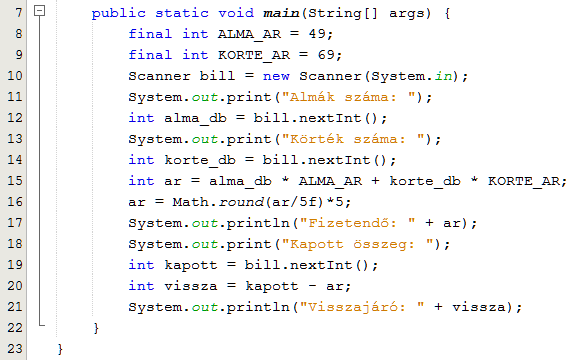 7 public static void main(String[] args) {
8 final int ALMA_AR = 49;
9 final int KORTE_AR = 69;
10 Scanner bill = new Scanner(System.in);
11 System.out.print("Almák száma: ");
12 int alma_db = bill.nextInt();
13 System.out.print("Körték száma: ");
14 int korte_db = bill.nextInt();
15 int ar = alma_db * ALMA_AR + korte_db * KORTE_AR;
16 ar = Math.round(ar/5f)*5;
17 System.out.println("Fizetendő: " + ar);
18 System.out.print("Kapott összeg: ");
19 int kapott = bill.nextInt();
20 int vissza = kapott - ar;
21 System.out.println("Visszajáró: " + vissza);
22 }
23 }